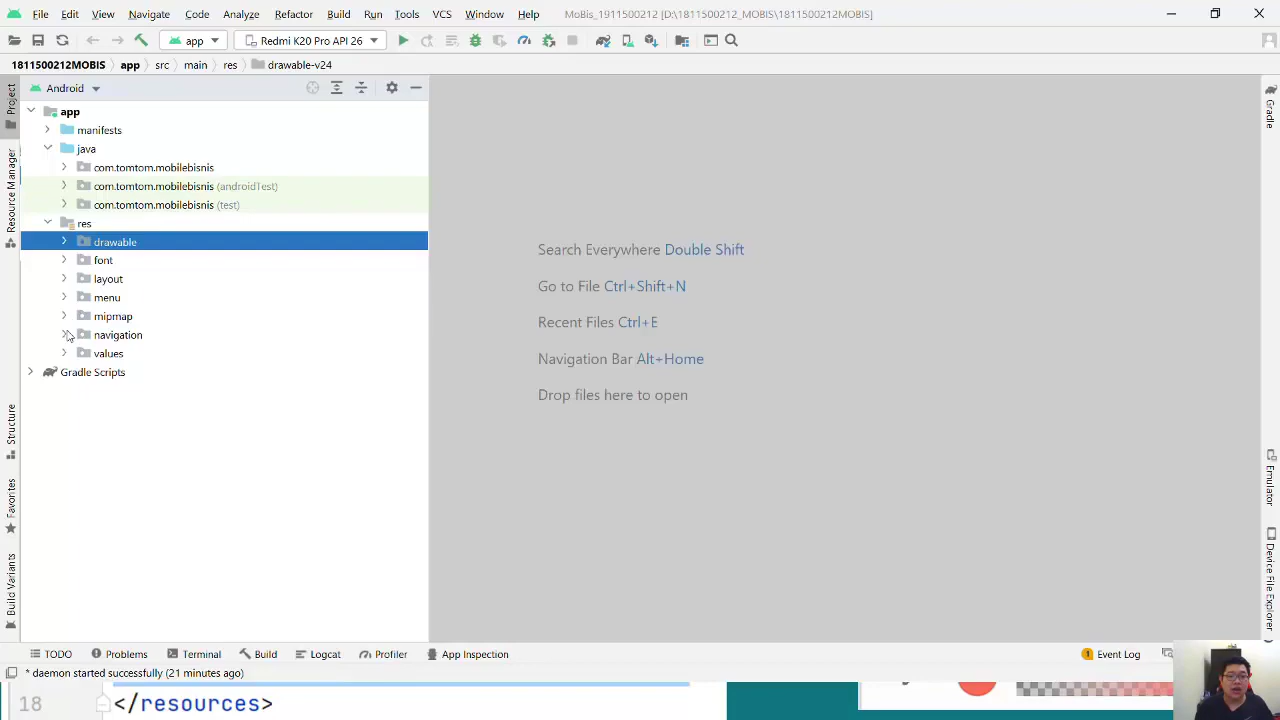 File Edit View Navigate Code Analyze Refactor Build Run Tools VCS Window Help MoBis_1911500212 [D:\1811500212_MOBIS\1811500212MOBIS]
app Redmi K20 Pro API 26
1811500212MOBIS app src main res drawable-v24
Android
app
manifests
java
com.tomtom.mobilebisnis
com.tomtom.mobilebisnis (androidTest)
com.tomtom.mobilebisnis (test)
res
drawable
font
layout
menu
mipmap
navigation
values
Gradle Scripts
Project
Resource Manager
Structure
Favorites
Build Variants
Search Everywhere Double Shift
Go to File Ctrl+Shift+N
Recent Files Ctrl+E
Navigation Bar Alt+Home
Drop files here to open
Gradle
Emulator
Device File Explorer
TODO Problems Terminal Build Logcat Profiler App Inspection 1 Event Log
* daemon started successfully (21 minutes ago)
18 </resources>